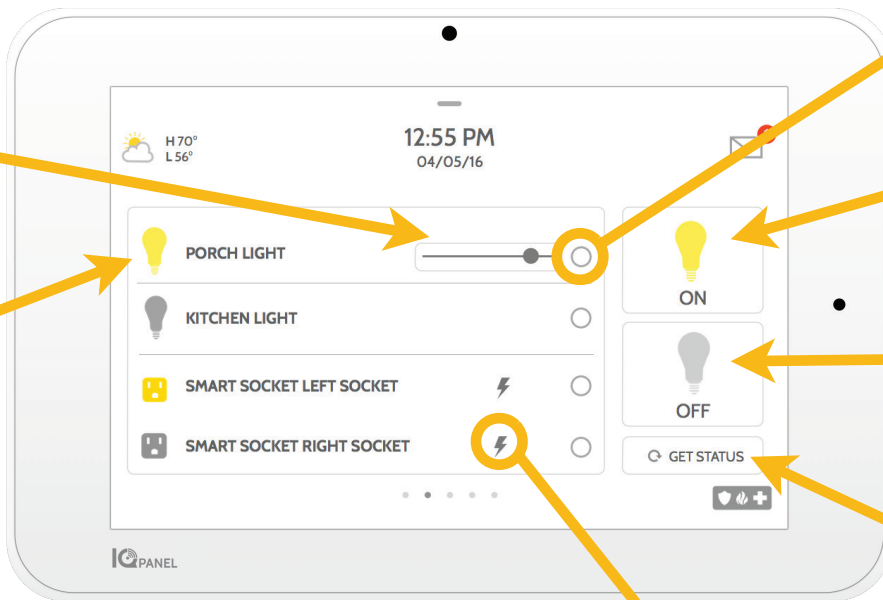 H 70°
L 56°
12:55 PM
04/05/16
PORCH LIGHT
KITCHEN LIGHT
SMART SOCKET LEFT SOCKET
SMART SOCKET RIGHT SOCKET
ON
OFF
GET STATUS
IQ PANEL